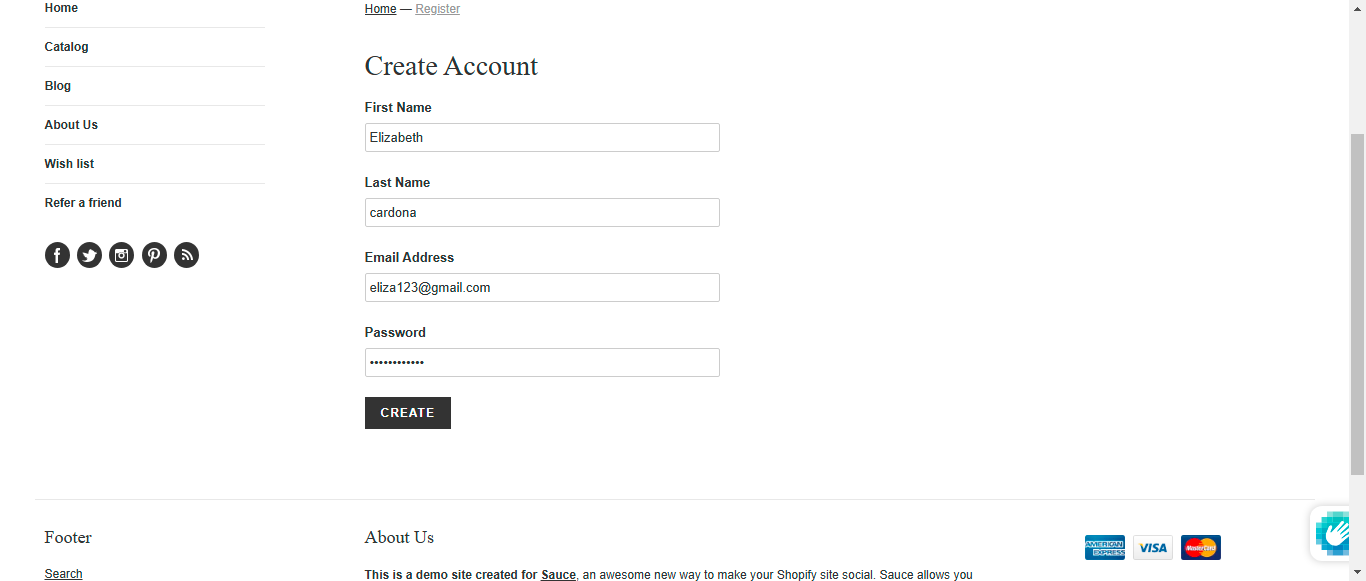 Home
Catalog
Blog
About Us
Wish list
Refer a friend
Home — Register
Create Account
First Name
Elizabeth
Last Name
cardona
Email Address
eliza123@gmail.com
Password
••••••••••••
CREATE
Footer
Search
About Us
This is a demo site created for Sauce, an awesome new way to make your Shopify site social. Sauce allows you
AMERICAN EXPRESS
VISA
MasterCard